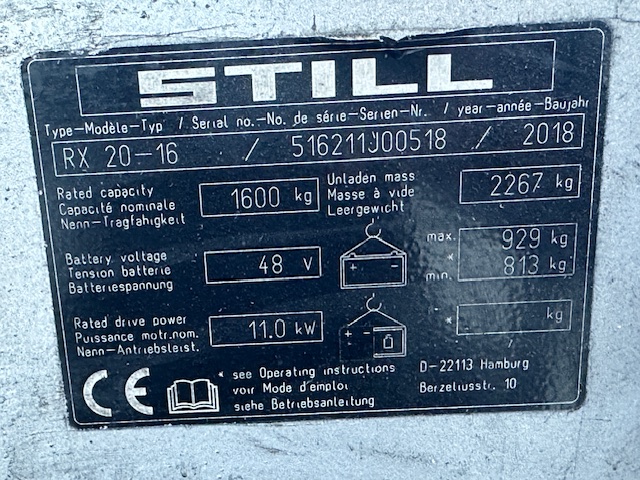 STILL
Type-Modèle-Typ / Serial no.-No. de série-Serien-Nr. / year-année-Baujahr
RX 20-16 / 516211J00518 / 2018
Rated capacity
Capacité nominale
Nenn-Tragfähigkeit
1600 kg
Unladen mass
Masse à vide
Leergewicht
2267 kg
Battery voltage
Tension batterie
Batteriespannung
48 V
max. 929 kg
*
min. 813 kg
Rated drive power
Puissance motr.nom.
Nenn-Antriebsleist.
11.0 kW
* kg
CE
* see Operating instructions
voir Mode d'emploi
siehe Betriebsanleitung
D-22113 Hamburg
Berzeliusstr. 10